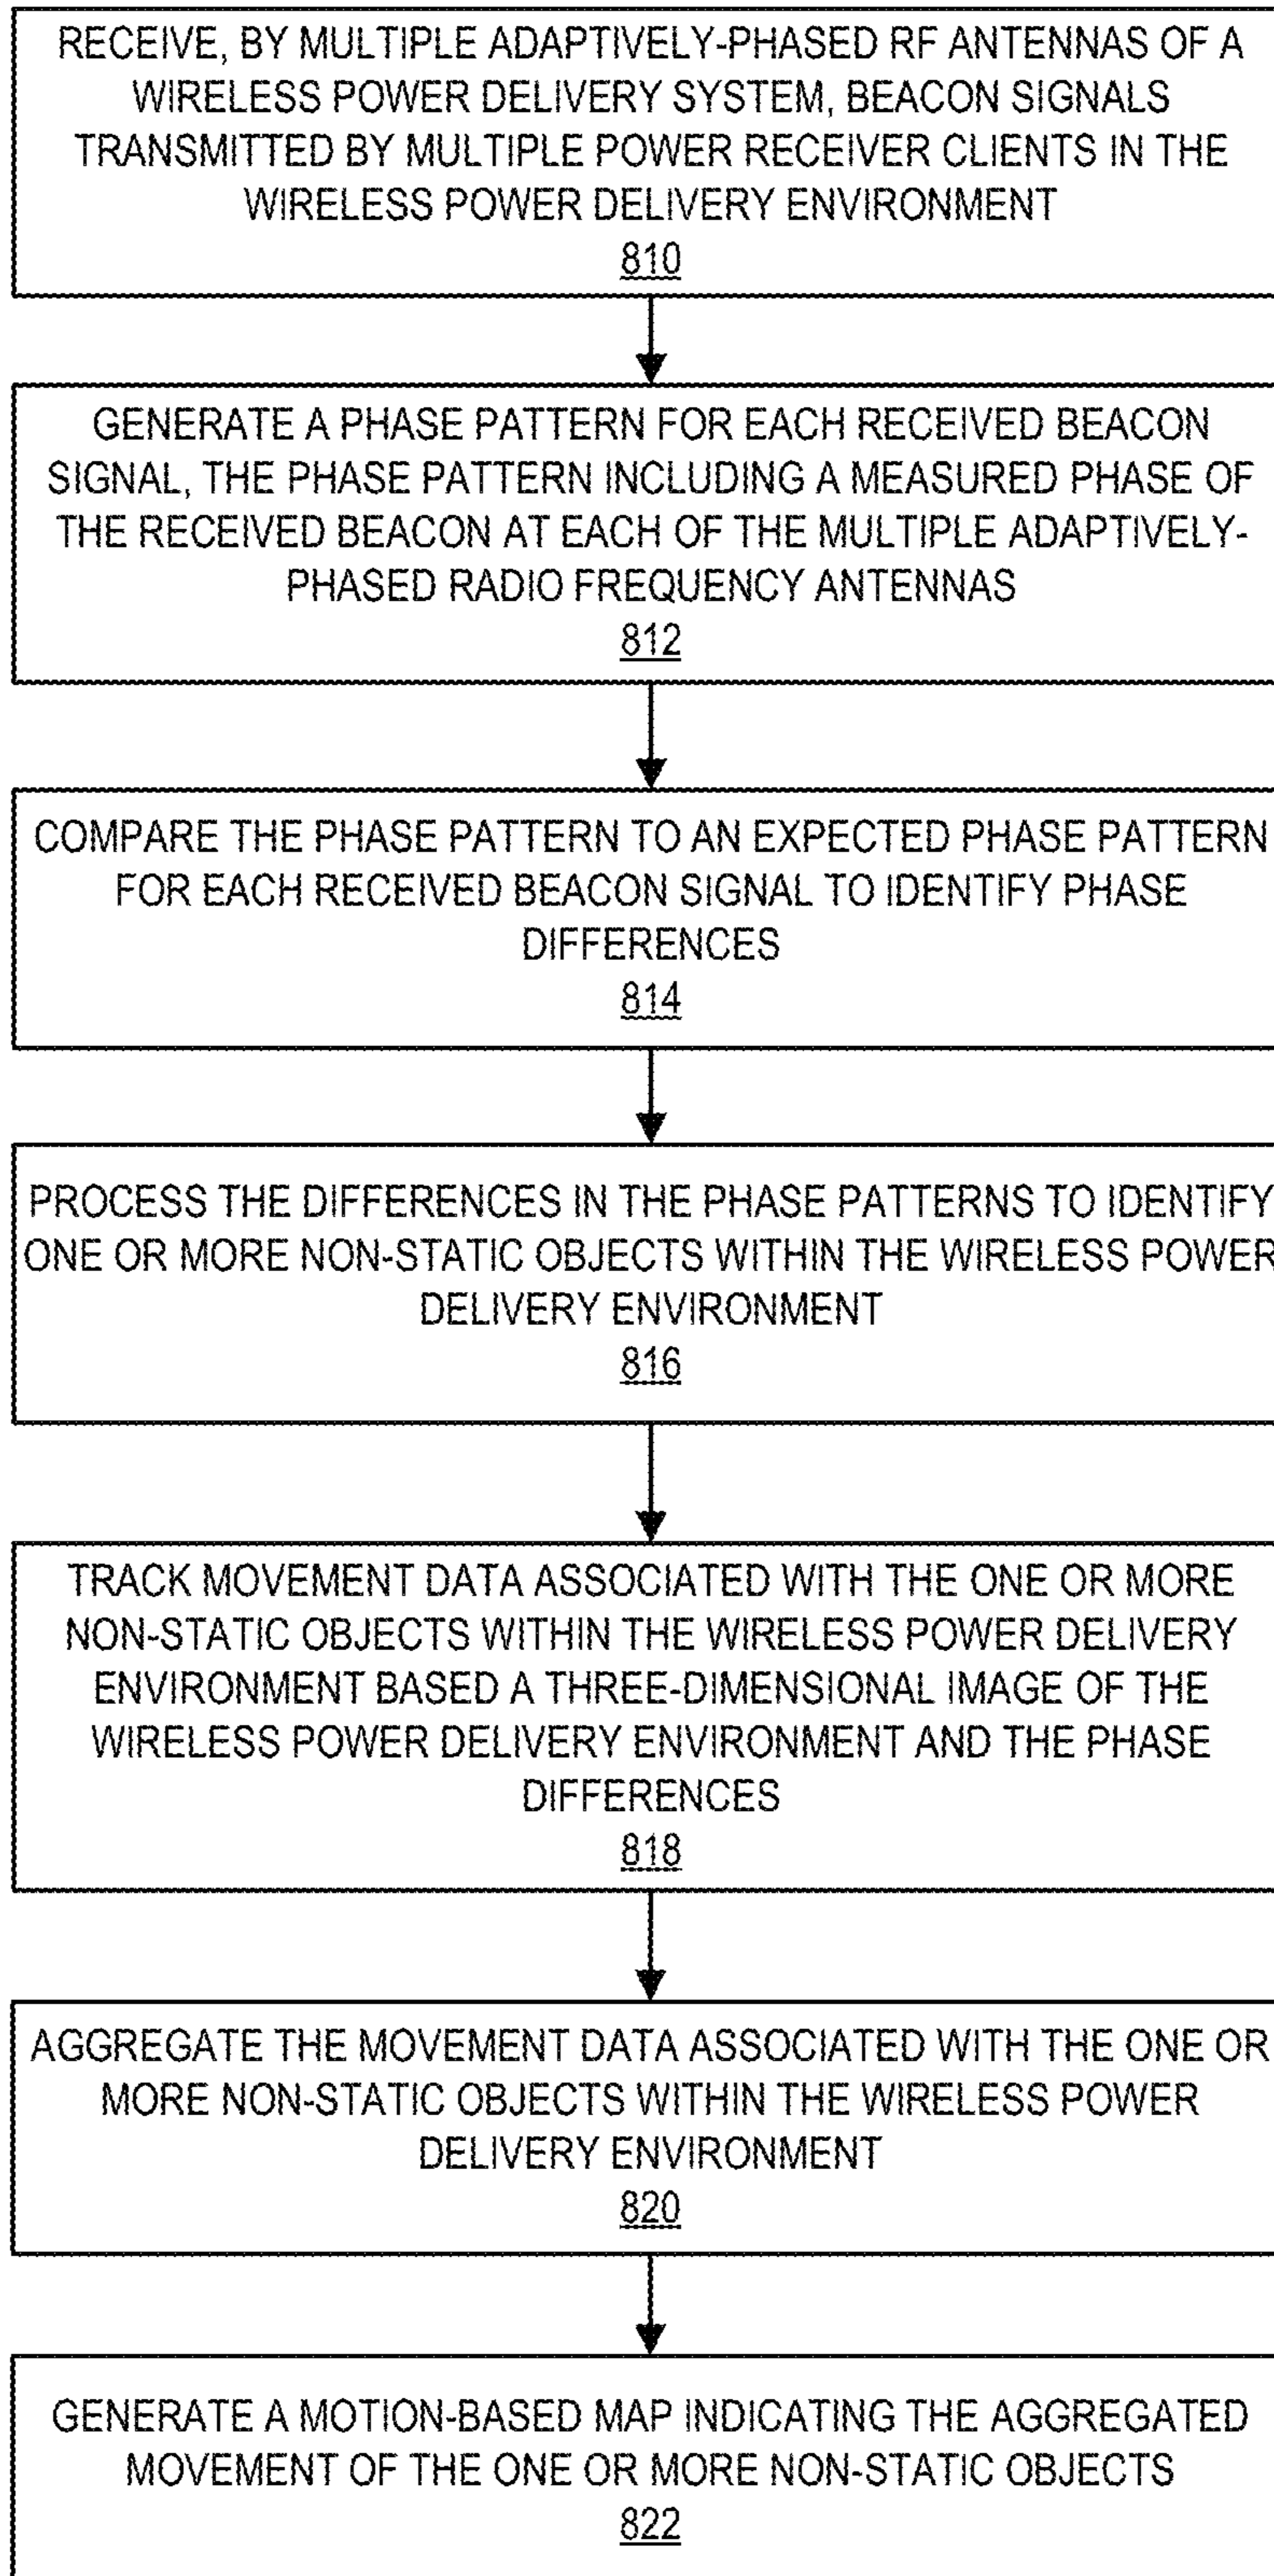 RECEIVE, BY MULTIPLE ADAPTIVELY-PHASED RF ANTENNAS OF A
WIRELESS POWER DELIVERY SYSTEM, BEACON SIGNALS
TRANSMITTED BY MULTIPLE POWER RECEIVER CLIENTS IN THE
WIRELESS POWER DELIVERY ENVIRONMENT
810
GENERATE A PHASE PATTERN FOR EACH RECEIVED BEACON
SIGNAL, THE PHASE PATTERN INCLUDING A MEASURED PHASE OF
THE RECEIVED BEACON AT EACH OF THE MULTIPLE ADAPTIVELY-
PHASED RADIO FREQUENCY ANTENNAS
812
COMPARE THE PHASE PATTERN TO AN EXPECTED PHASE PATTERN
FOR EACH RECEIVED BEACON SIGNAL TO IDENTIFY PHASE
DIFFERENCES
814
PROCESS THE DIFFERENCES IN THE PHASE PATTERNS TO IDENTIFY
ONE OR MORE NON-STATIC OBJECTS WITHIN THE WIRELESS POWER
DELIVERY ENVIRONMENT
816
TRACK MOVEMENT DATA ASSOCIATED WITH THE ONE OR MORE
NON-STATIC OBJECTS WITHIN THE WIRELESS POWER DELIVERY
ENVIRONMENT BASED A THREE-DIMENSIONAL IMAGE OF THE
WIRELESS POWER DELIVERY ENVIRONMENT AND THE PHASE
DIFFERENCES
818
AGGREGATE THE MOVEMENT DATA ASSOCIATED WITH THE ONE OR
MORE NON-STATIC OBJECTS WITHIN THE WIRELESS POWER
DELIVERY ENVIRONMENT
820
GENERATE A MOTION-BASED MAP INDICATING THE AGGREGATED
MOVEMENT OF THE ONE OR MORE NON-STATIC OBJECTS
822